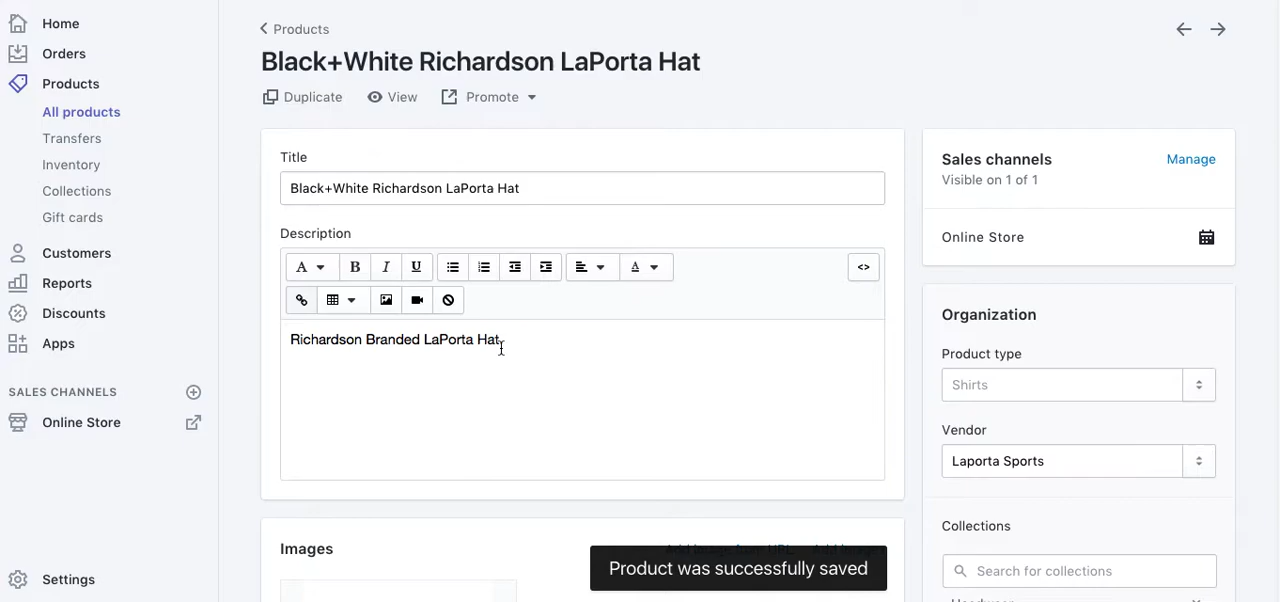 Home
Orders
Products
All products
Transfers
Inventory
Collections
Gift cards
Customers
Reports
Discounts
Apps
SALES CHANNELS
Online Store
Settings
Products
Black+White Richardson LaPorta Hat
Duplicate View Promote
Title
Black+White Richardson LaPorta Hat
Description
A B I U A <>
Richardson Branded LaPorta Hat
Images
Product was successfully saved
Sales channels Manage
Visible on 1 of 1
Online Store
Organization
Product type
Shirts
Vendor
Laporta Sports
Collections
Search for collections